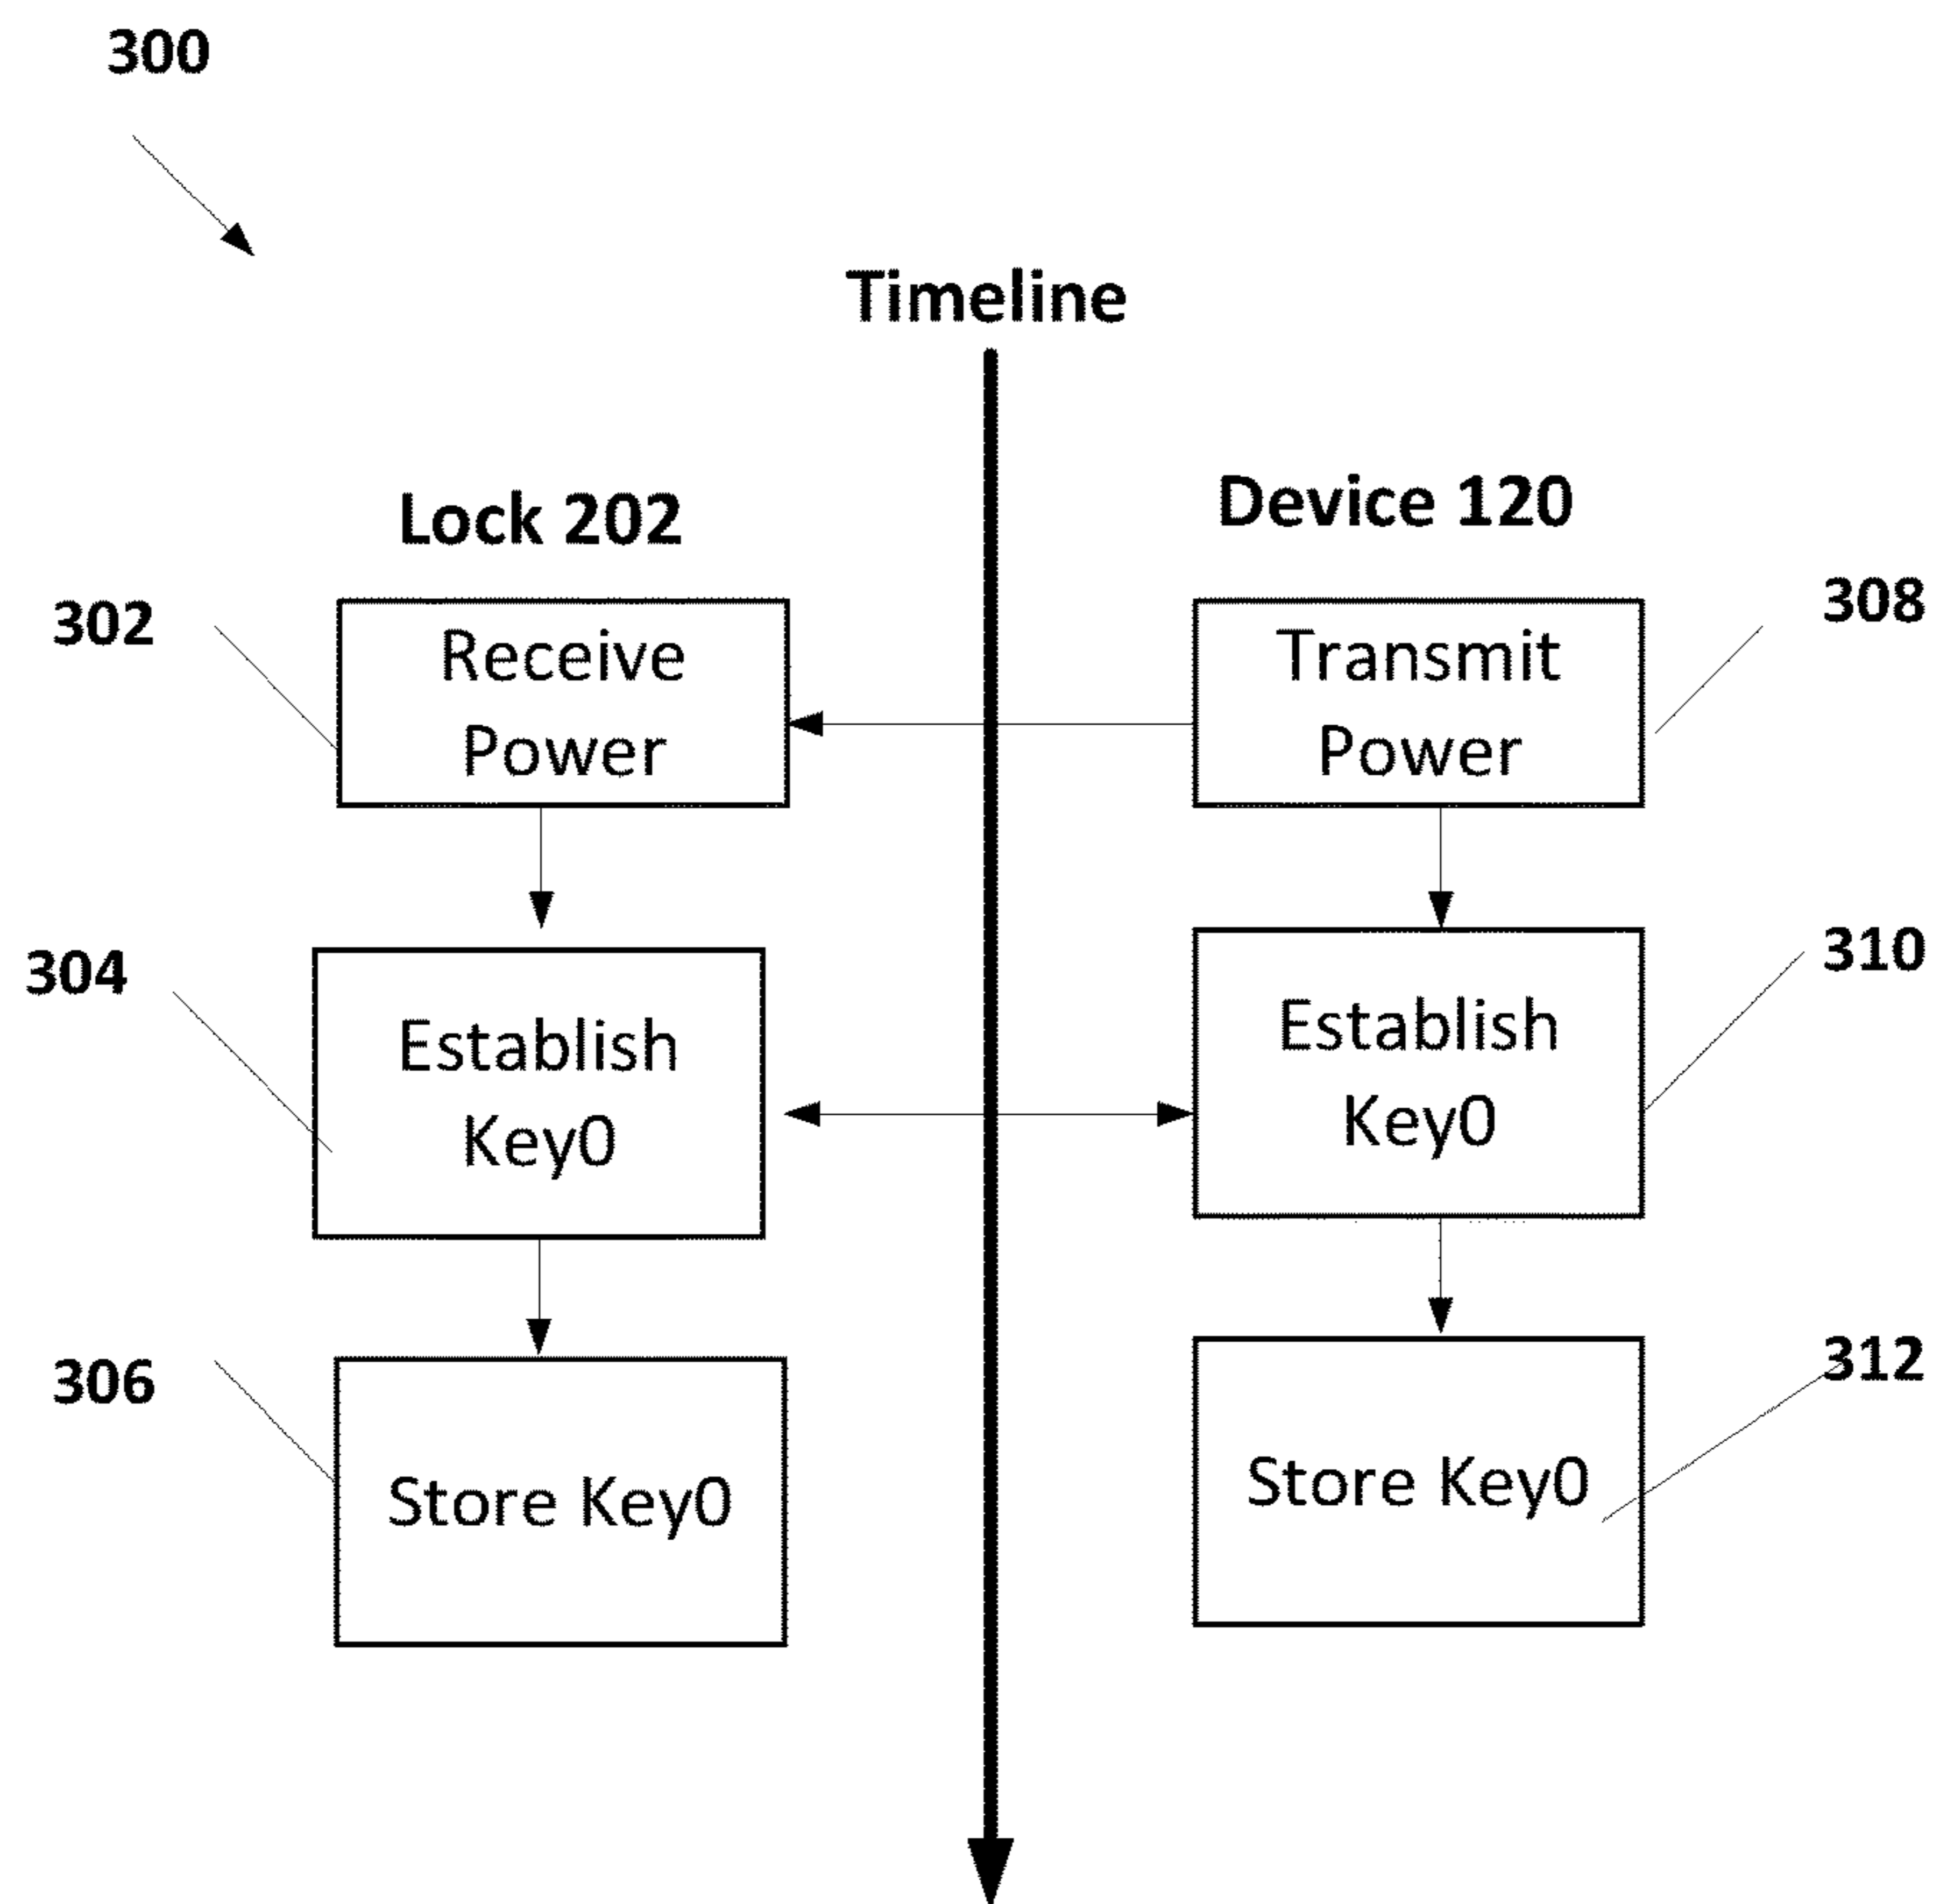 300
Timeline
Lock 202
Device 120
302
Receive
Power
Transmit
Power
308
304
Establish
Key0
Establish
Key0
310
306
Store Key0
Store Key0
312